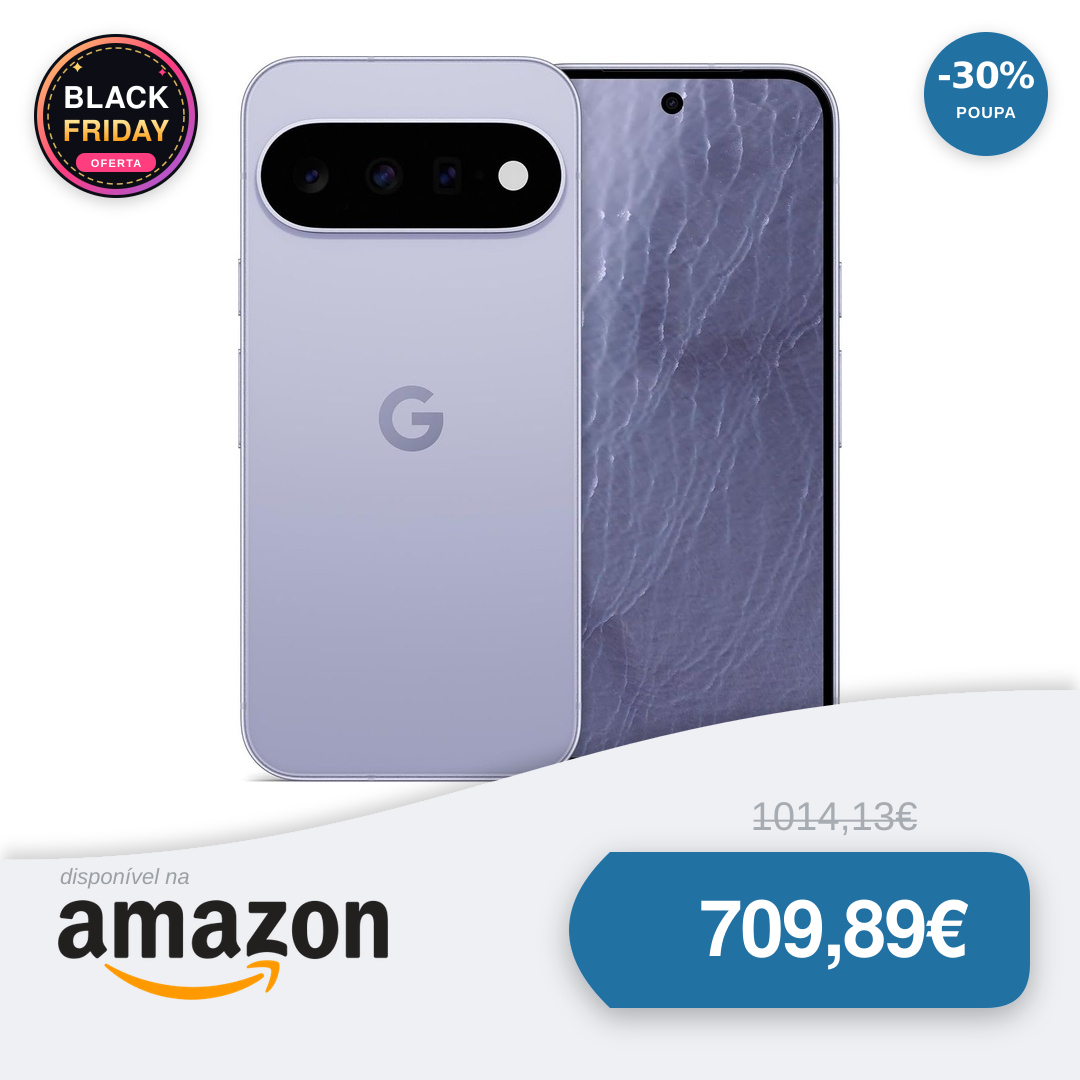 BLACK
FRIDAY
OFERTA
-30%
POUPA
G
1014,13€
disponível na
amazon
709,89€